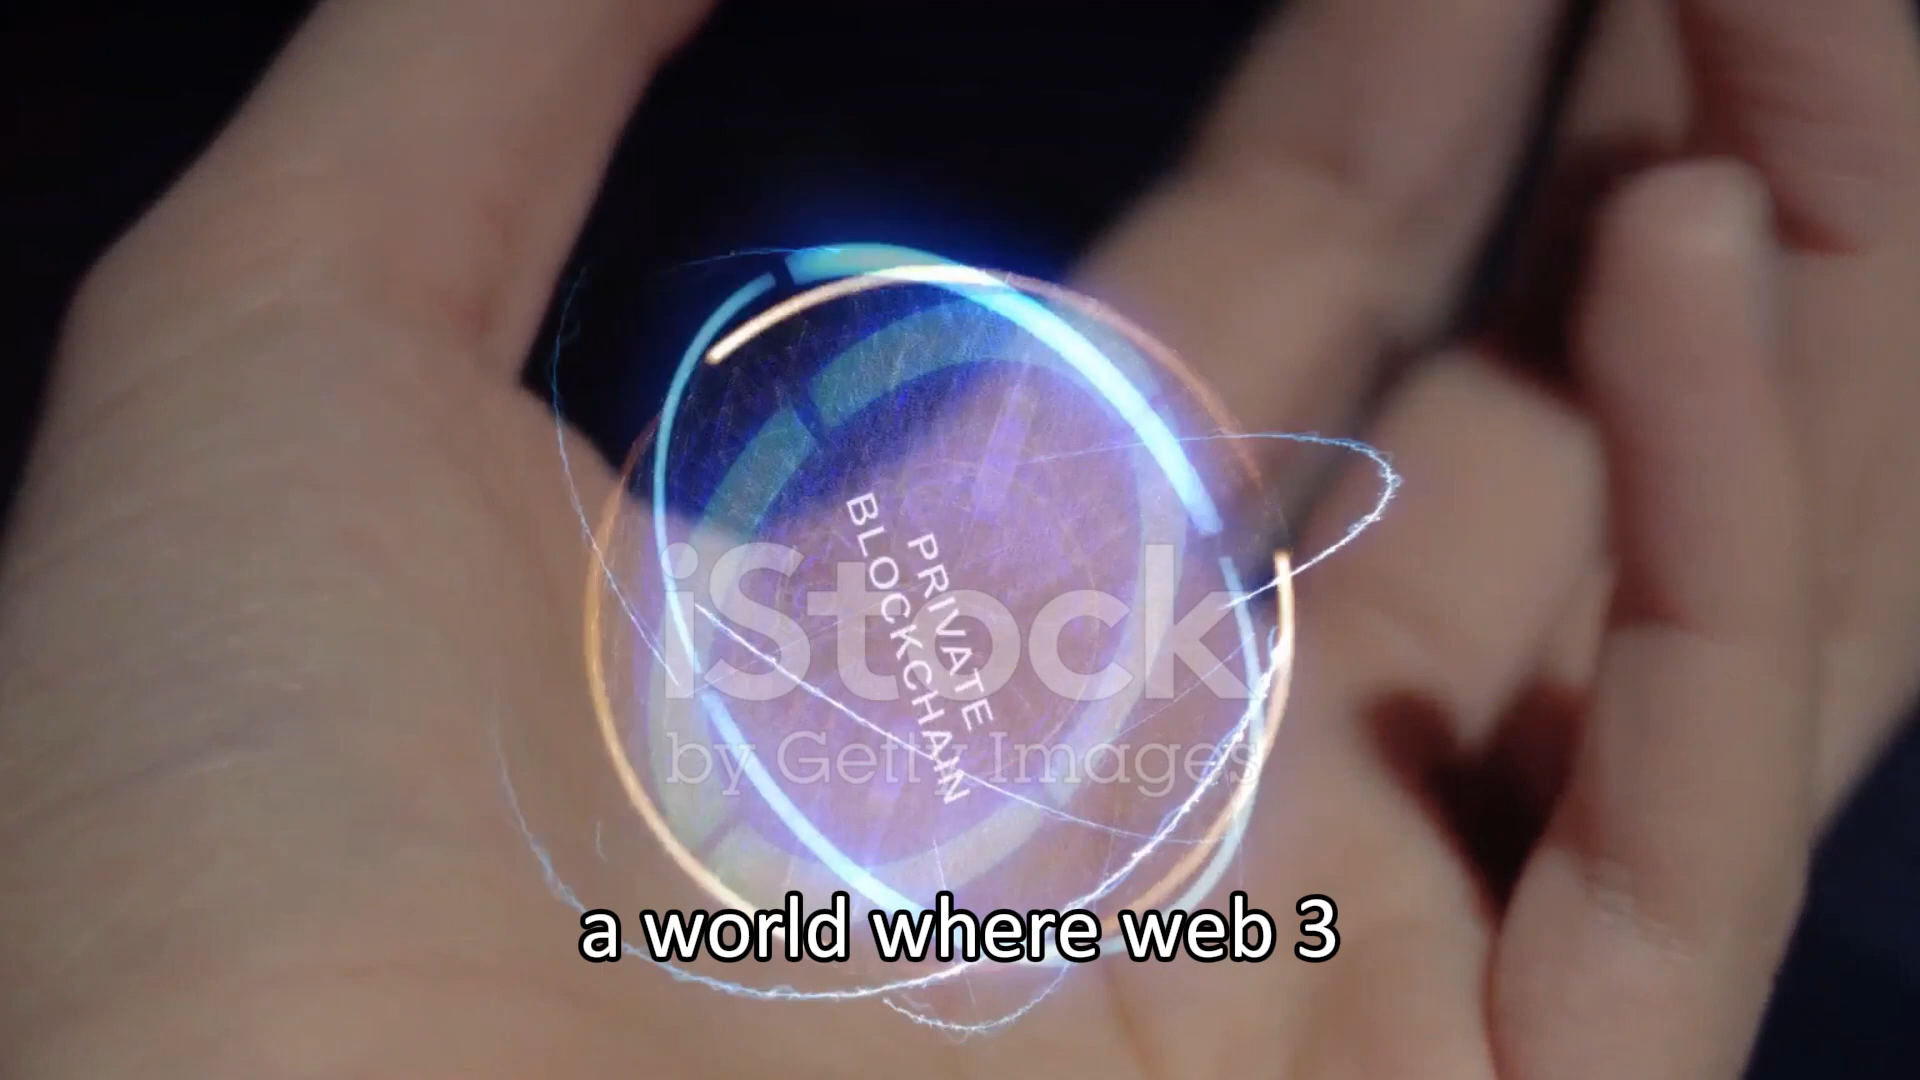 PRIVATE
BLOCKCHAIN
iStock
by Getty Images
a world where web 3